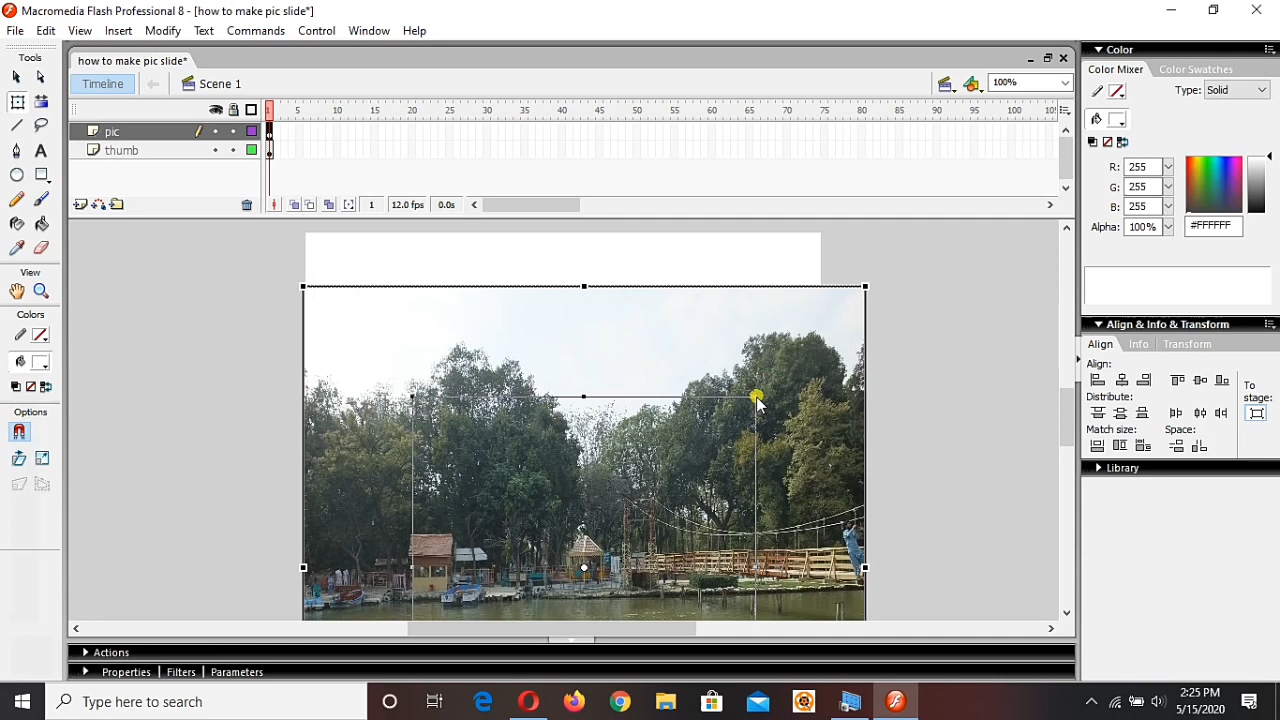 Macromedia Flash Professional 8 - [how to make pic slide*]
File Edit View Insert Modify Text Commands Control Window Help
Tools
how to make pic slide*
Timeline Scene 1 100%
1 5 10 15 20 25 30 35 40 45 50 55 60 65 70 75 80 85 90 95 100 105
pic
thumb
1 12.0 fps 0.0s
View
Colors
Options
Color
Color Mixer Color Swatches
Type: Solid
R: 255
G: 255
B: 255
Alpha: 100% #FFFFFF
Align & Info & Transform
Align Info Transform
Align:
To stage:
Distribute:
Match size: Space:
Library
Actions
Properties Filters Parameters
Type here to search
2:25 PM
5/15/2020